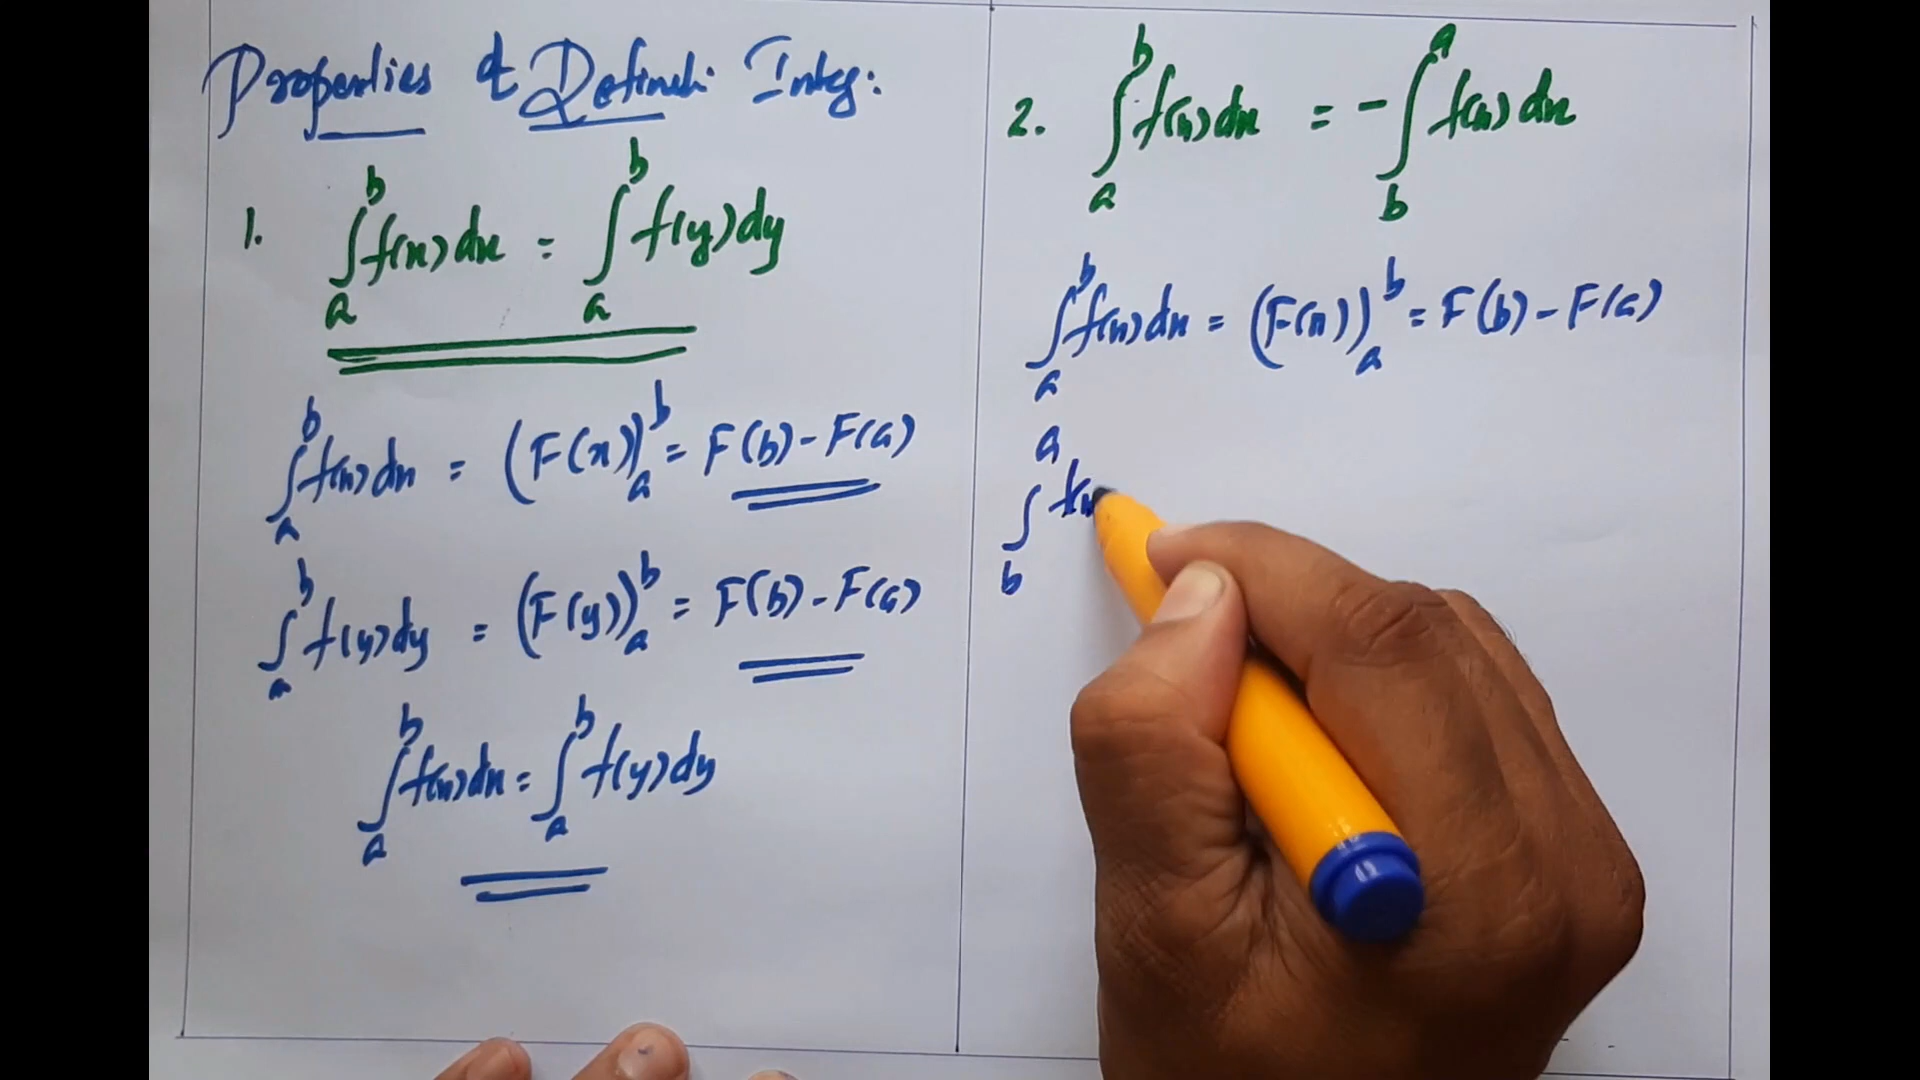 Properties of Definite Integ:
1. ∫_a^b f(x) dx = ∫_a^b f(y) dy
∫_a^b f(x) dx = (F(x))_a^b = F(b) - F(a)
∫_a^b f(y) dy = (F(y))_a^b = F(b) - F(a)
∫_a^b f(x) dx = ∫_a^b f(y) dy
2. ∫_a^b f(x) dx = -∫_b^a f(x) dx
∫_a^b f(x) dx = (F(x))_a^b = F(b) - F(a)
∫_b^a f(x